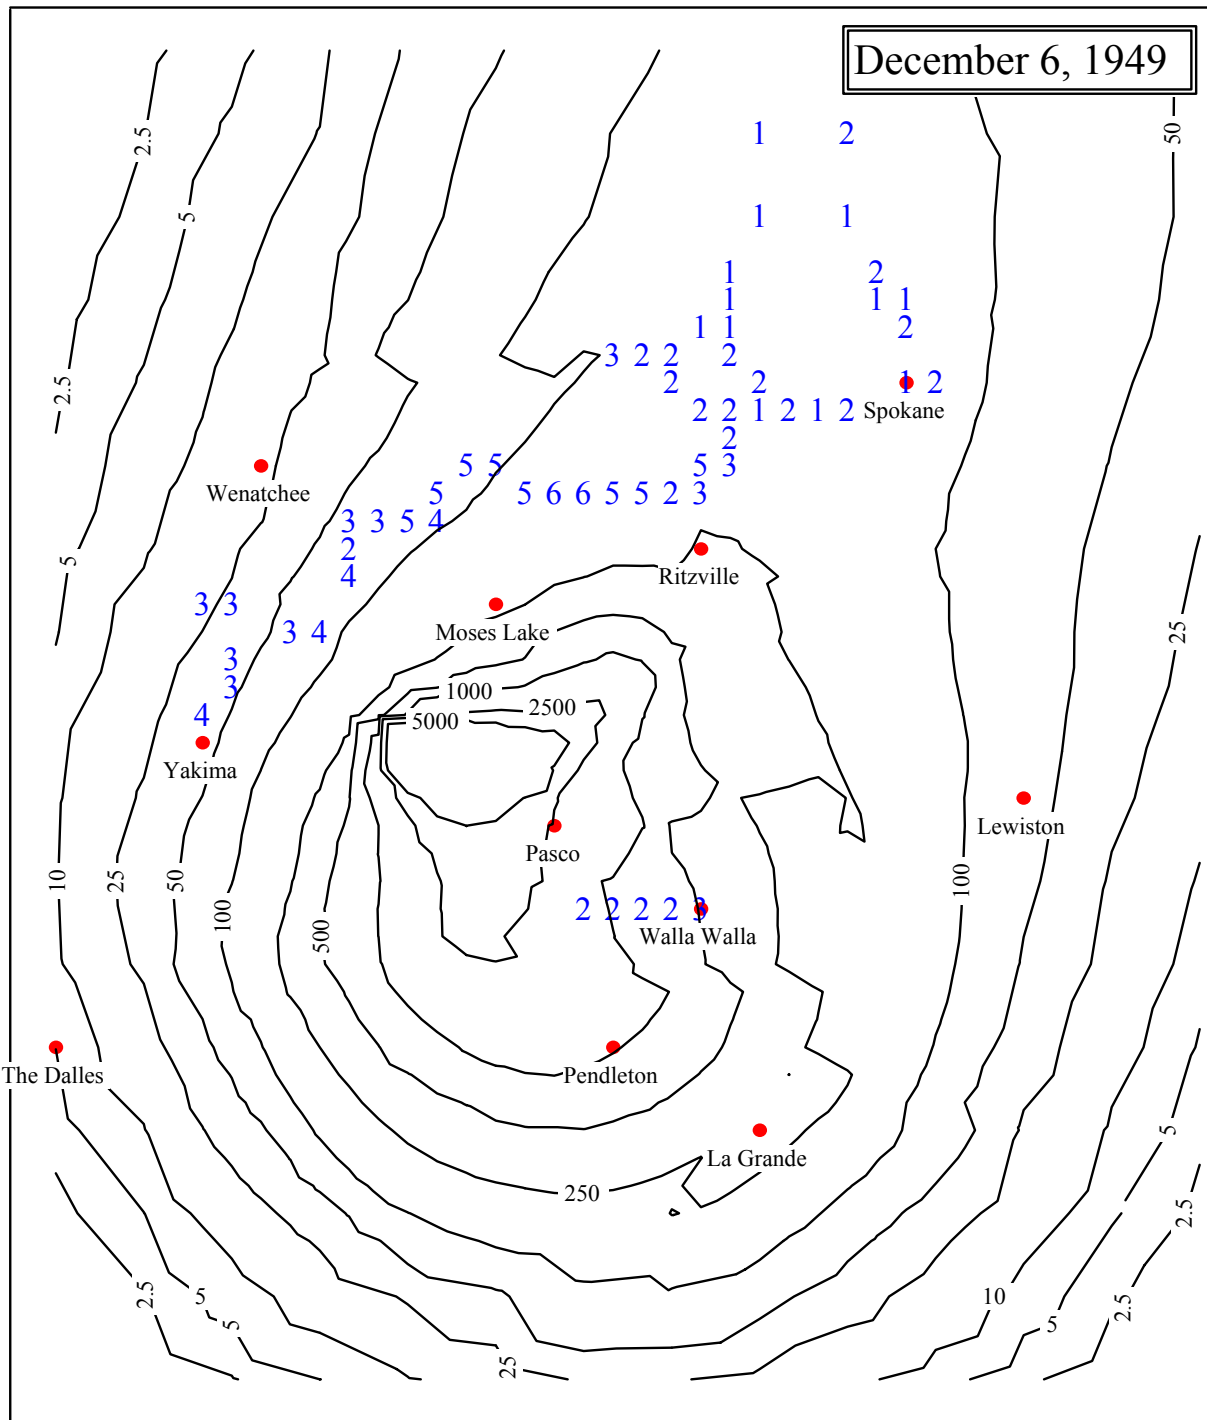 December 6, 1949
1 2
2.5
50
5
1 1
1 2
1 1 1
1 1 2
3 2 2 2
2.5
2 2 1 2
Spokane
2 2 1 2 1 2
2
5 5 5 3
Wenatchee
5 5 6 6 5 5 2 3
3 3 5 4
2
5
Ritzville
4
3 3
3 4
Moses Lake
25
3
3
1000
2500
4
5000
Yakima
Lewiston
Pasco
10
25
50
100
100
2 2 2 2 3
500
Walla Walla
The Dalles
Pendleton
5
La Grande
250
2.5
2.5
5
10
2.5
5
5
25